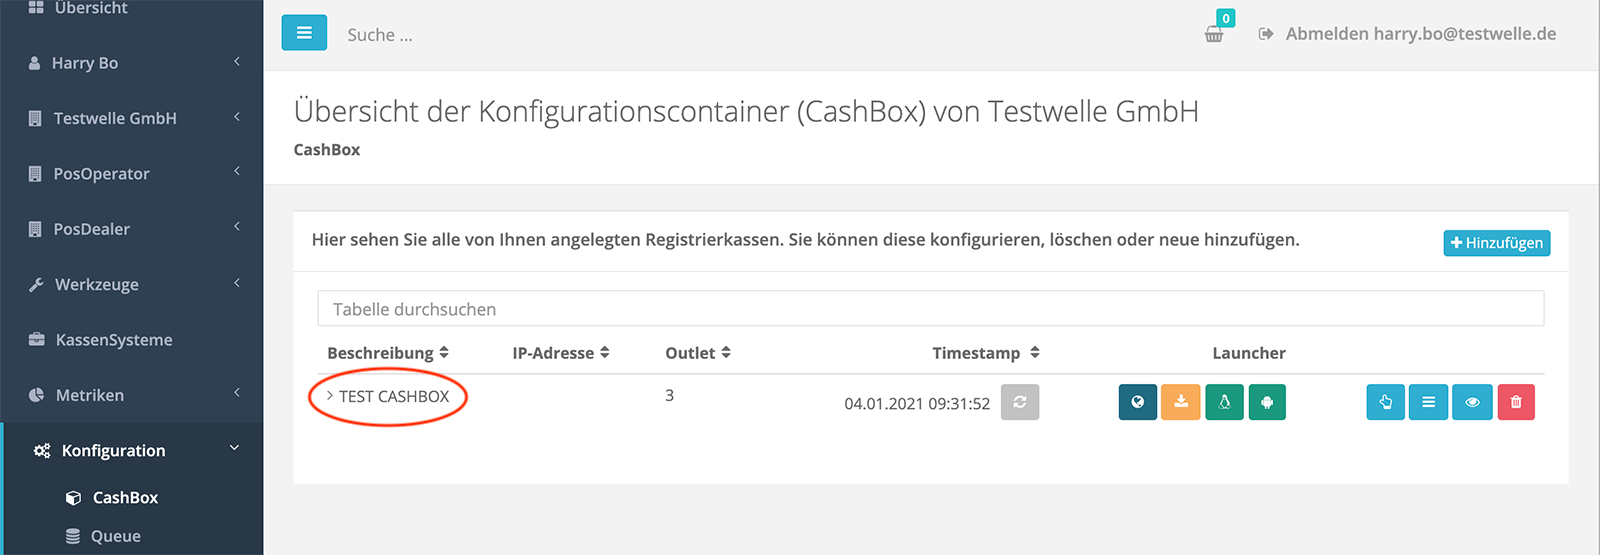 Übersicht
Harry Bo
Testwelle GmbH
PosOperator
PosDealer
Werkzeuge
KassenSysteme
Metriken
Konfiguration
CashBox
Queue
Suche ...
0
Abmelden harry.bo@testwelle.de
Übersicht der Konfigurationscontainer (CashBox) von Testwelle GmbH
CashBox
Hier sehen Sie alle von Ihnen angelegten Registrierkassen. Sie können diese konfigurieren, löschen oder neue hinzufügen.
Hinzufügen
Tabelle durchsuchen
Beschreibung IP-Adresse Outlet Timestamp Launcher
TEST CASHBOX 3 04.01.2021 09:31:52